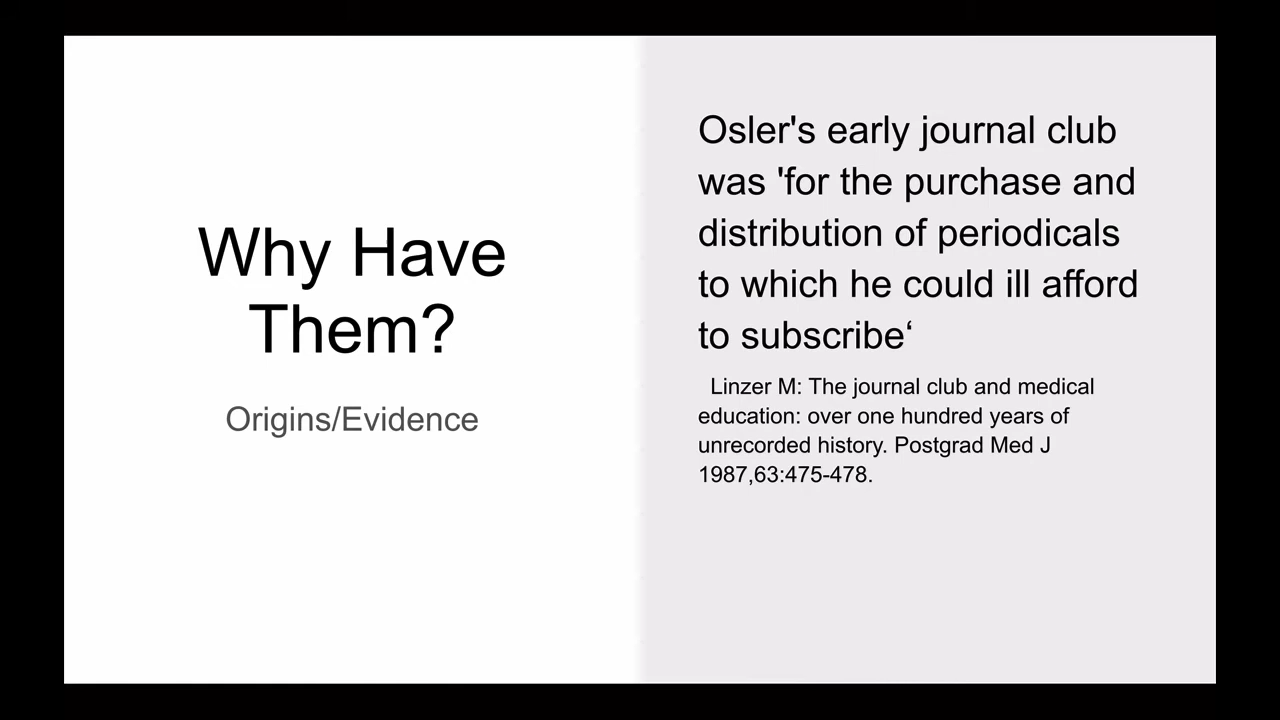 Why Have
Them?
Origins/Evidence
Osler's early journal club
was 'for the purchase and
distribution of periodicals
to which he could ill afford
to subscribe‘
Linzer M: The journal club and medical
education: over one hundred years of
unrecorded history. Postgrad Med J
1987,63:475-478.